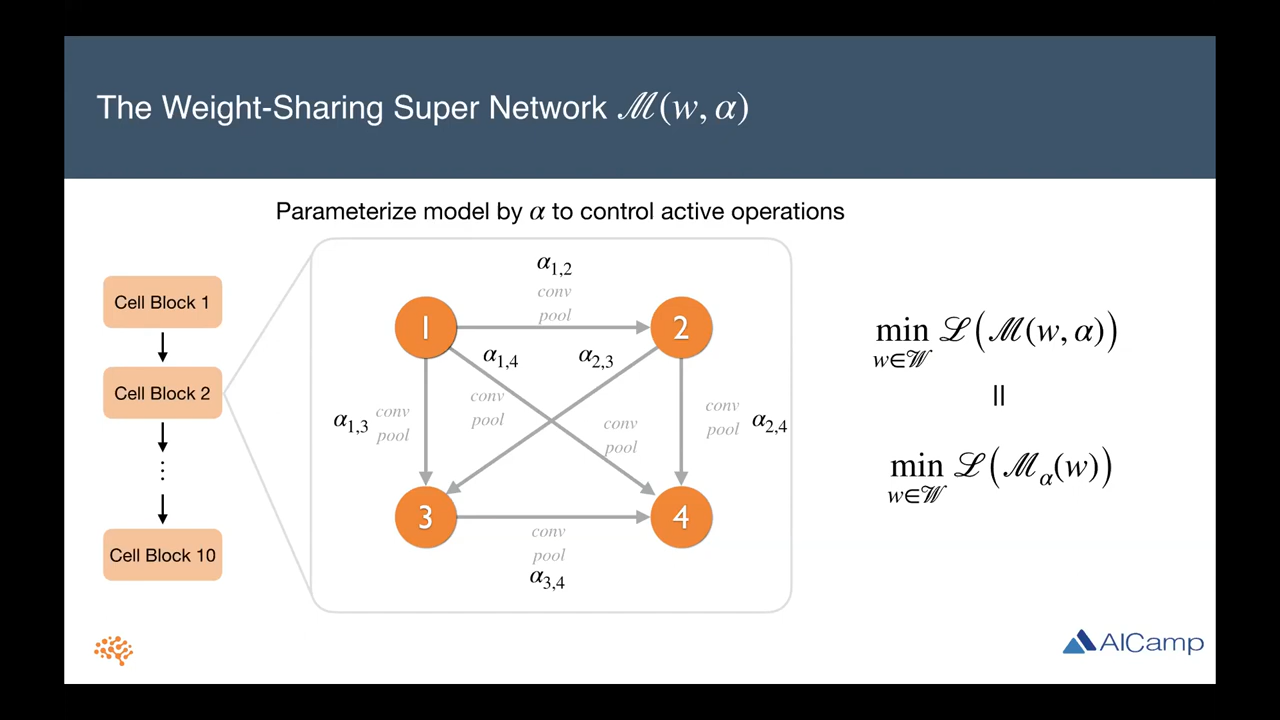 The Weight-Sharing Super Network ℳ(w, α)
Parameterize model by α to control active operations
Cell Block 1
Cell Block 2
⋮
Cell Block 10
α1,2
conv
pool
1
2
α1,4
α2,3
α1,3
conv
pool
conv
pool
conv
pool
conv
pool
α2,4
3
4
conv
pool
α3,4
min ℒ(ℳ(w, α))
w∈𝒲
=
min ℒ(ℳα(w))
w∈𝒲
AICamp